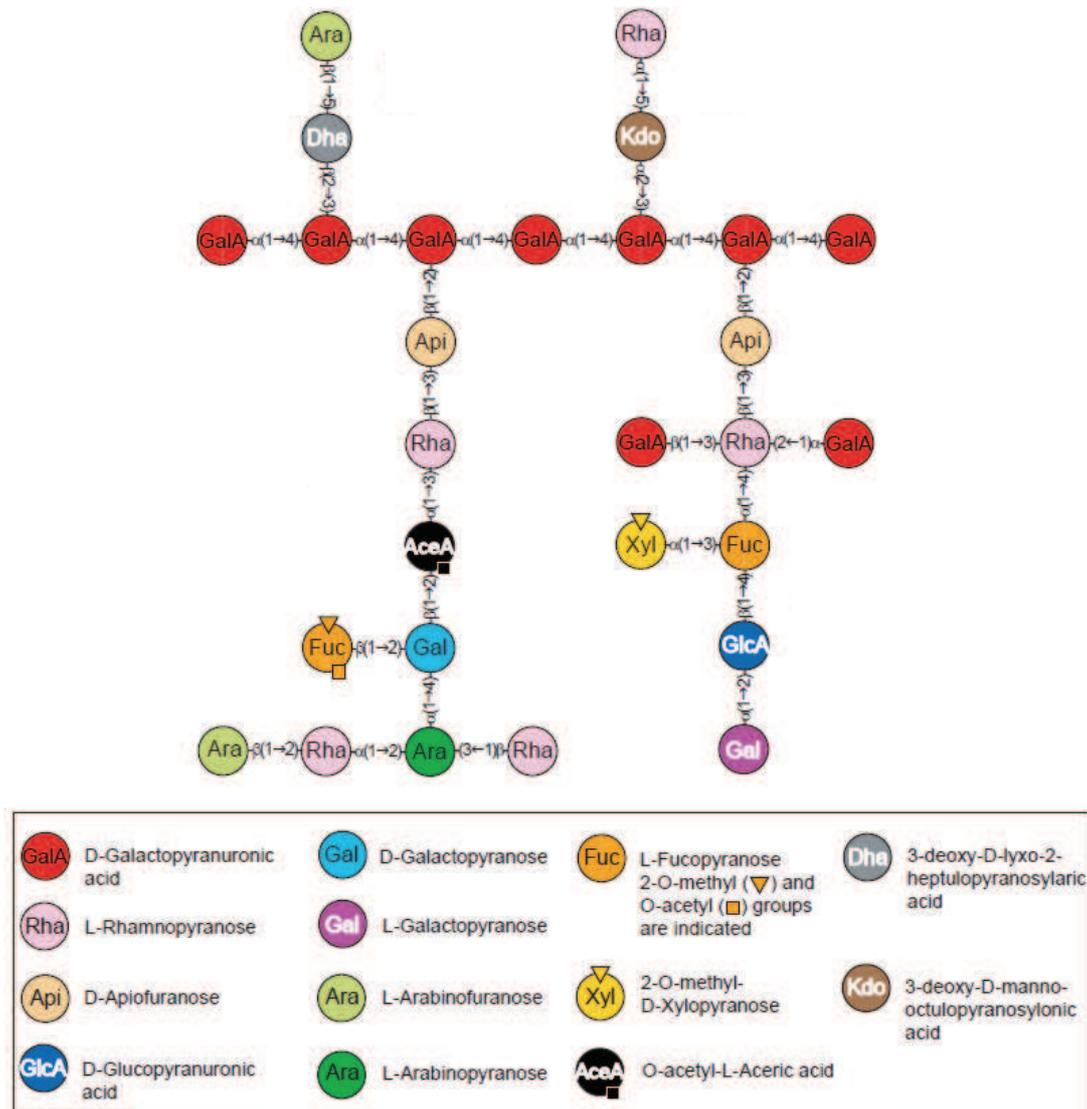 Ara Rha
β(1→5) α(1→5)
Dha Kdo
β(2→3) α(2→3)
GalA α(1→4) GalA α(1→4) GalA α(1→4) GalA α(1→4) GalA α(1→4) GalA α(1→4) GalA
β(1→2) β(1→2)
Api Api
β(1→3) β(1→3)
Rha GalA β(1→3) Rha (2←1)α GalA
α(1→3) α(1→4)
AceA Xyl α(1→3) Fuc
β(1→2) β(1→4)
Fuc β(1→2) Gal GlcA
α(1→4) α(1→2)
Ara β(1→2) Rha α(1→2) Ara (3←1)β Rha Gal
GalA D-Galactopyranuronic
acid
Rha L-Rhamnopyranose
Api D-Apiofuranose
GlcA D-Glucopyranuronic
acid
Gal D-Galactopyranose
Gal L-Galactopyranose
Ara L-Arabinofuranose
Ara L-Arabinopyranose
Fuc L-Fucopyranose
2-O-methyl (▼) and
O-acetyl (■) groups
are indicated
Xyl 2-O-methyl-
D-Xylopyranose
AceA O-acetyl-L-Aceric acid
Dha 3-deoxy-D-lyxo-2-
heptulopyranosylaric
acid
Kdo 3-deoxy-D-manno-
octulopyranosylonic
acid